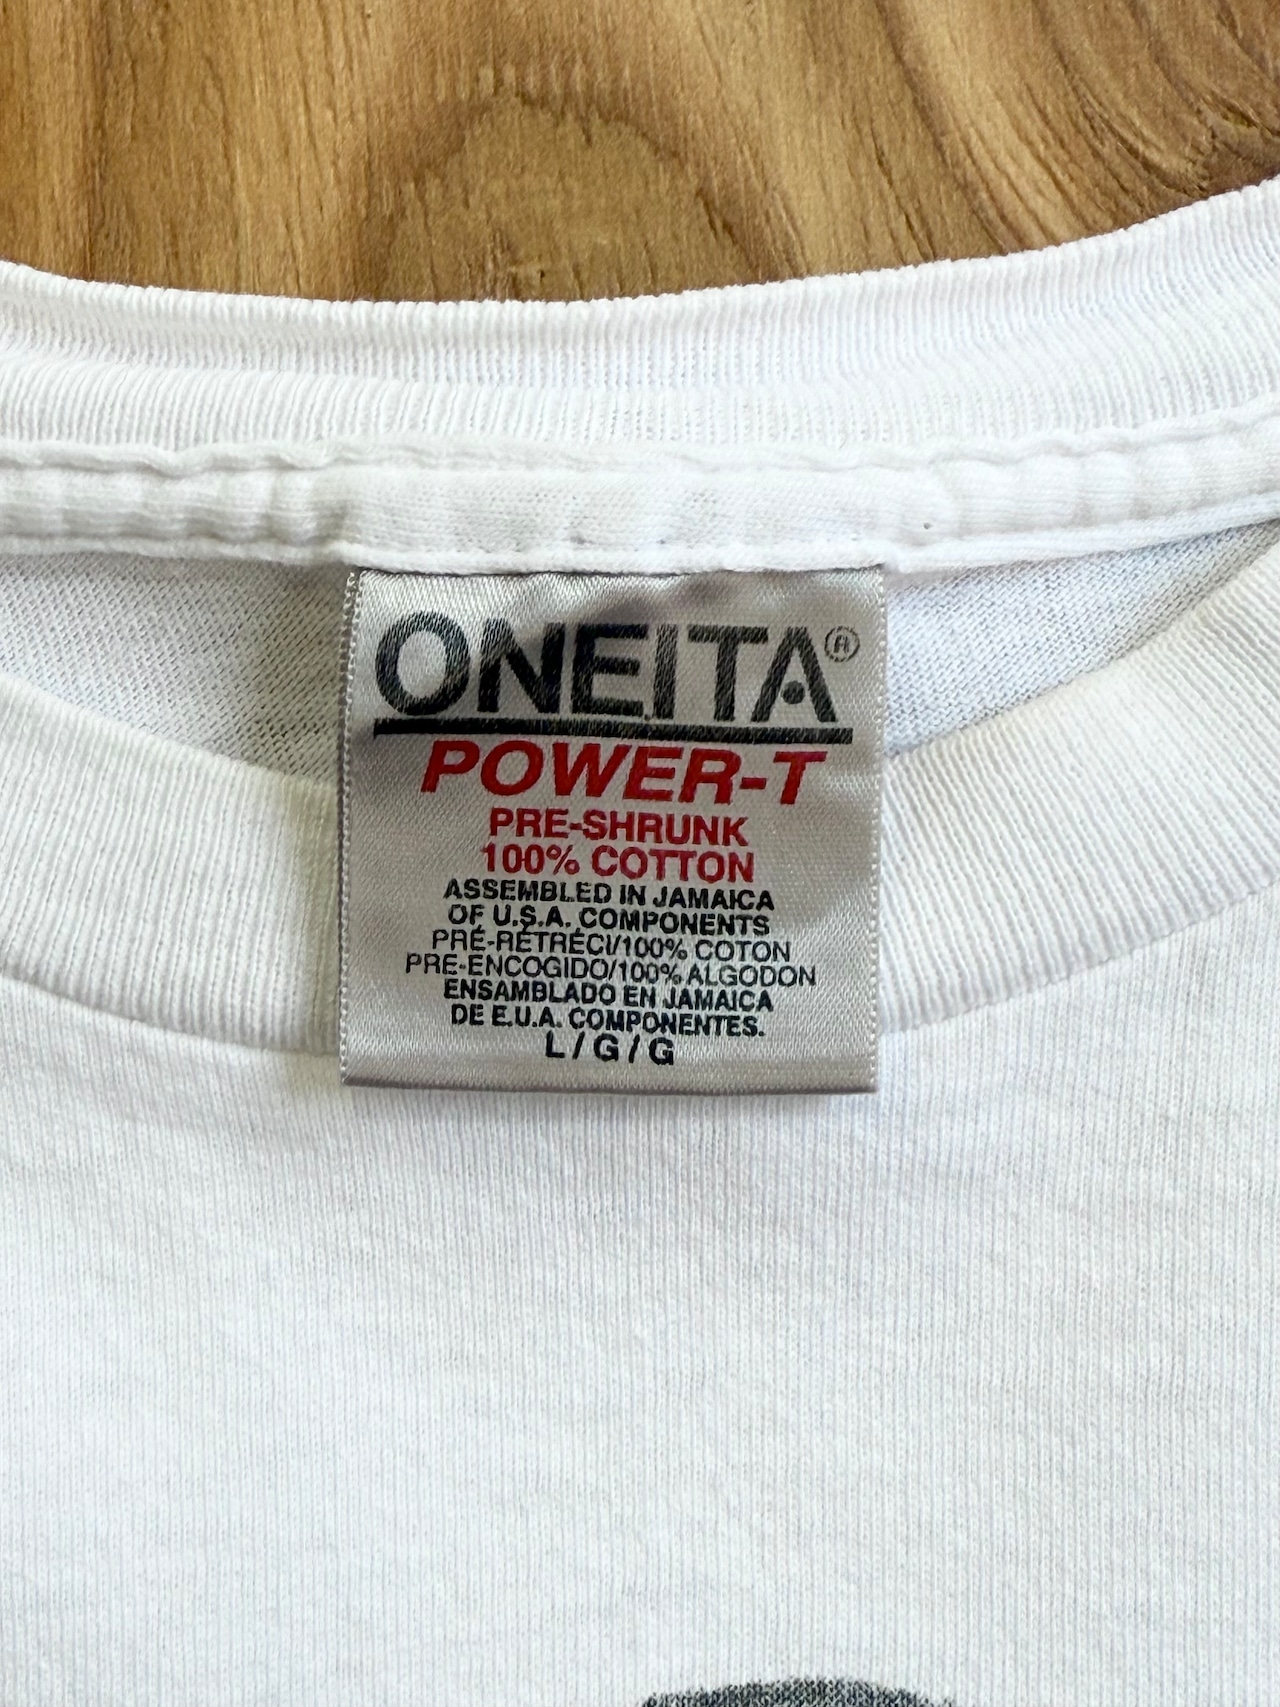 ONEITA®
POWER-T
PRE-SHRUNK
100% COTTON
ASSEMBLED IN JAMAICA
OF U.S.A. COMPONENTS
PRÉ-RÉTRÉCI/100% COTON
PRE-ENCOGIDO/100% ALGODON
ENSAMBLADO EN JAMAICA
DE E.U.A. COMPONENTES.
L/G/G